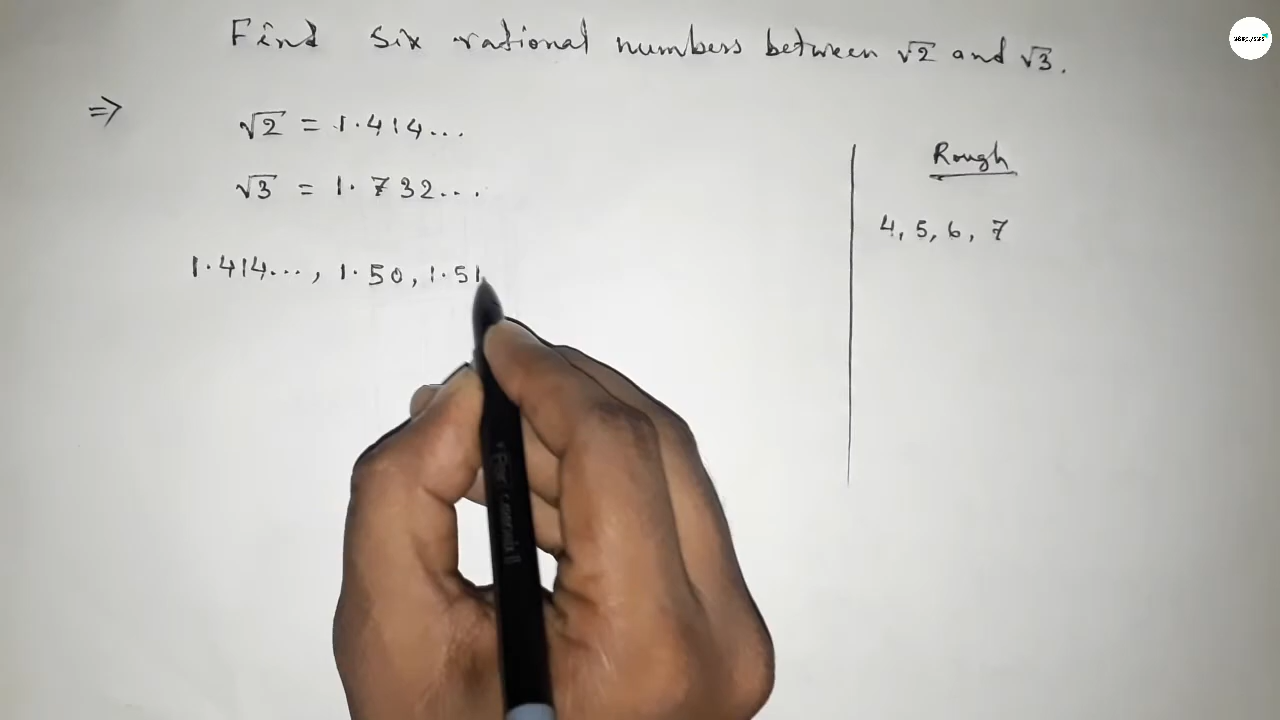 Find six rational numbers between √2 and √3.
⇒ √2 = 1.414...
√3 = 1.732...
1.414..., 1.50, 1.51
Rough
4, 5, 6, 7